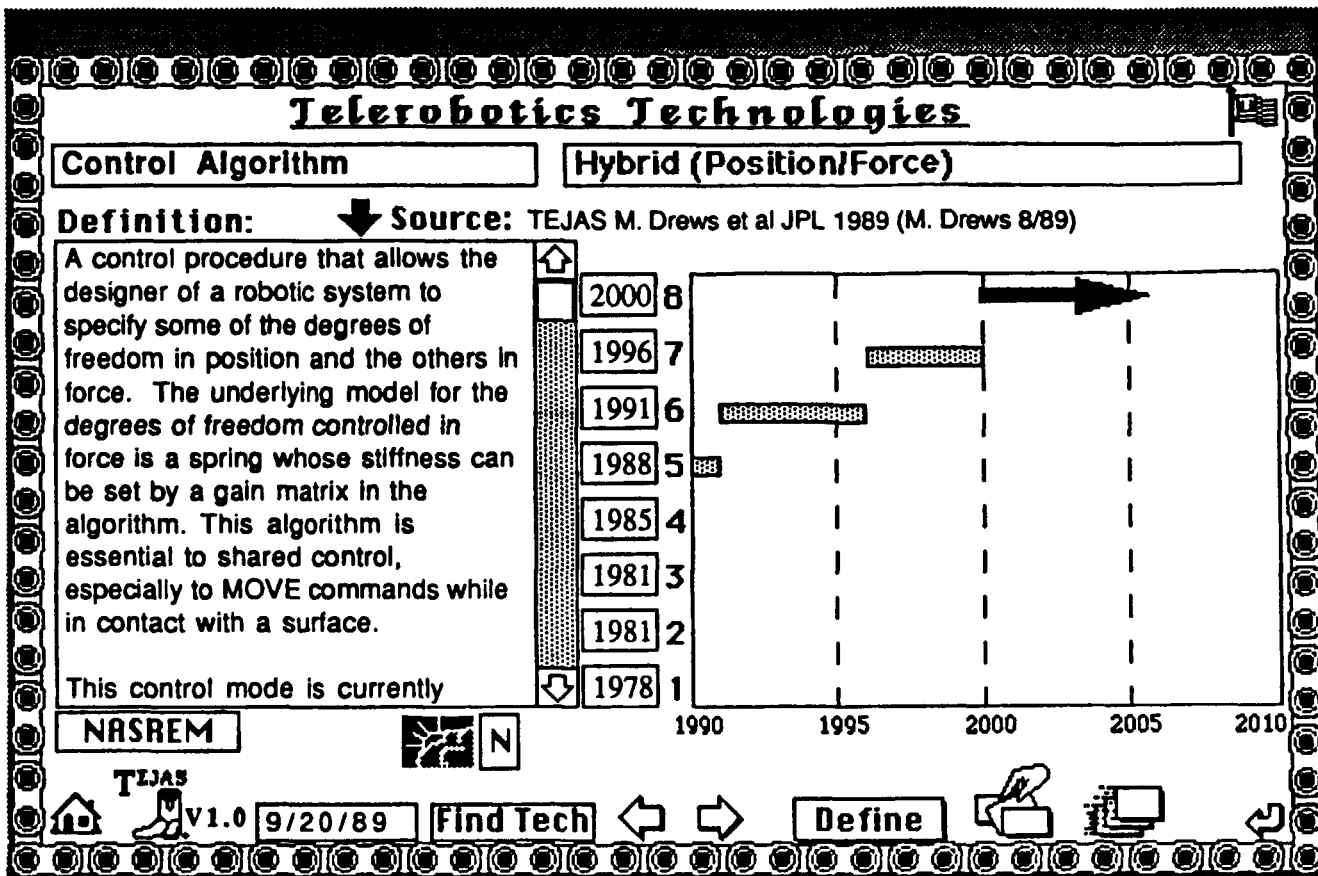 Telerobotics Technologies
Control Algorithm
Hybrid (Position/Force)
Definition:
Source: TEJAS M. Drews et al JPL 1989 (M. Drews 8/89)
A control procedure that allows the
designer of a robotic system to
specify some of the degrees of
freedom in position and the others in
force. The underlying model for the
degrees of freedom controlled in
force is a spring whose stiffness can
be set by a gain matrix in the
algorithm. This algorithm is
essential to shared control,
especially to MOVE commands while
in contact with a surface.
This control mode is currently
2000 8
1996 7
1991 6
1988 5
1985 4
1981 3
1981 2
1978 1
1990 1995 2000 2005 2010
NASREM
N
TEJAS
V1.0
9/20/89
Find Tech
Define